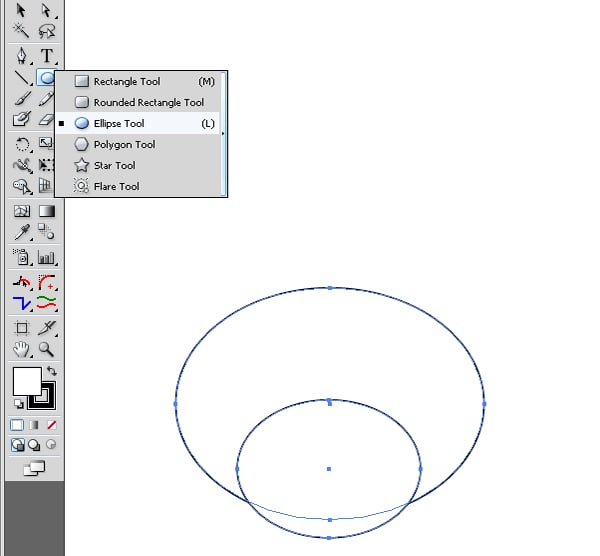 T
Rectangle Tool (M)
Rounded Rectangle Tool
Ellipse Tool (L)
Polygon Tool
Star Tool
Flare Tool